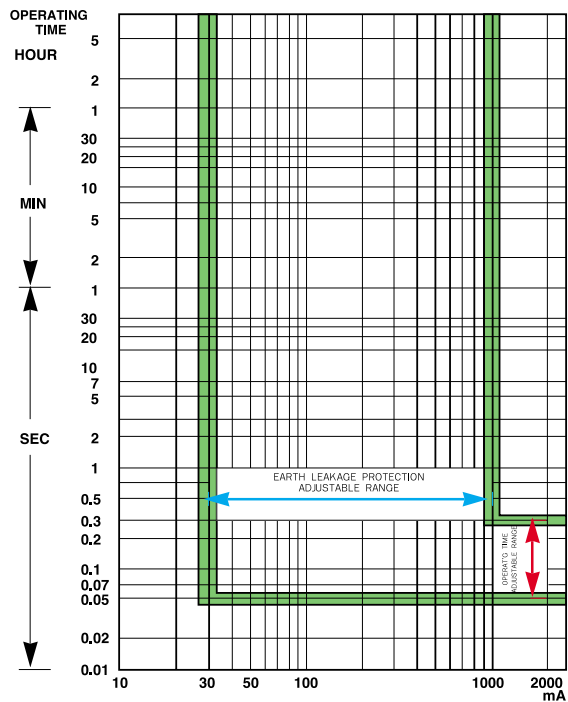 OPERATING
TIME
HOUR
5
2
1
30
20
10
MIN
5
2
1
30
20
10
7
5
SEC
2
1
EARTH LEAKAGE PROTECTION
ADJUSTABLE RANGE
0.5
0.3
0.2
OPERAT'G TIME
ADJUSTABLE RANGE
0.1
0.07
0.05
0.02
0.01
10 30 50 100 1000 2000
mA